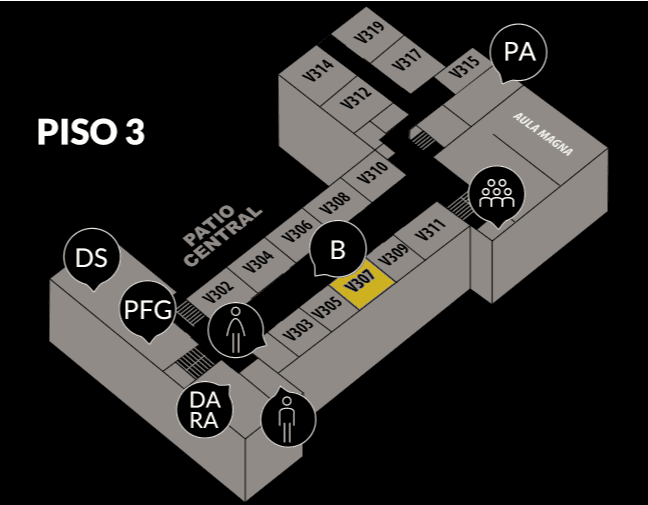 PISO 3
V319
V317
V315
PA
V314
V312
AULA MAGNA
V310
V308
V306
V304
V302
PATIO
CENTRAL
V311
V309
V307
V305
V303
B
DS
PFG
DA
RA